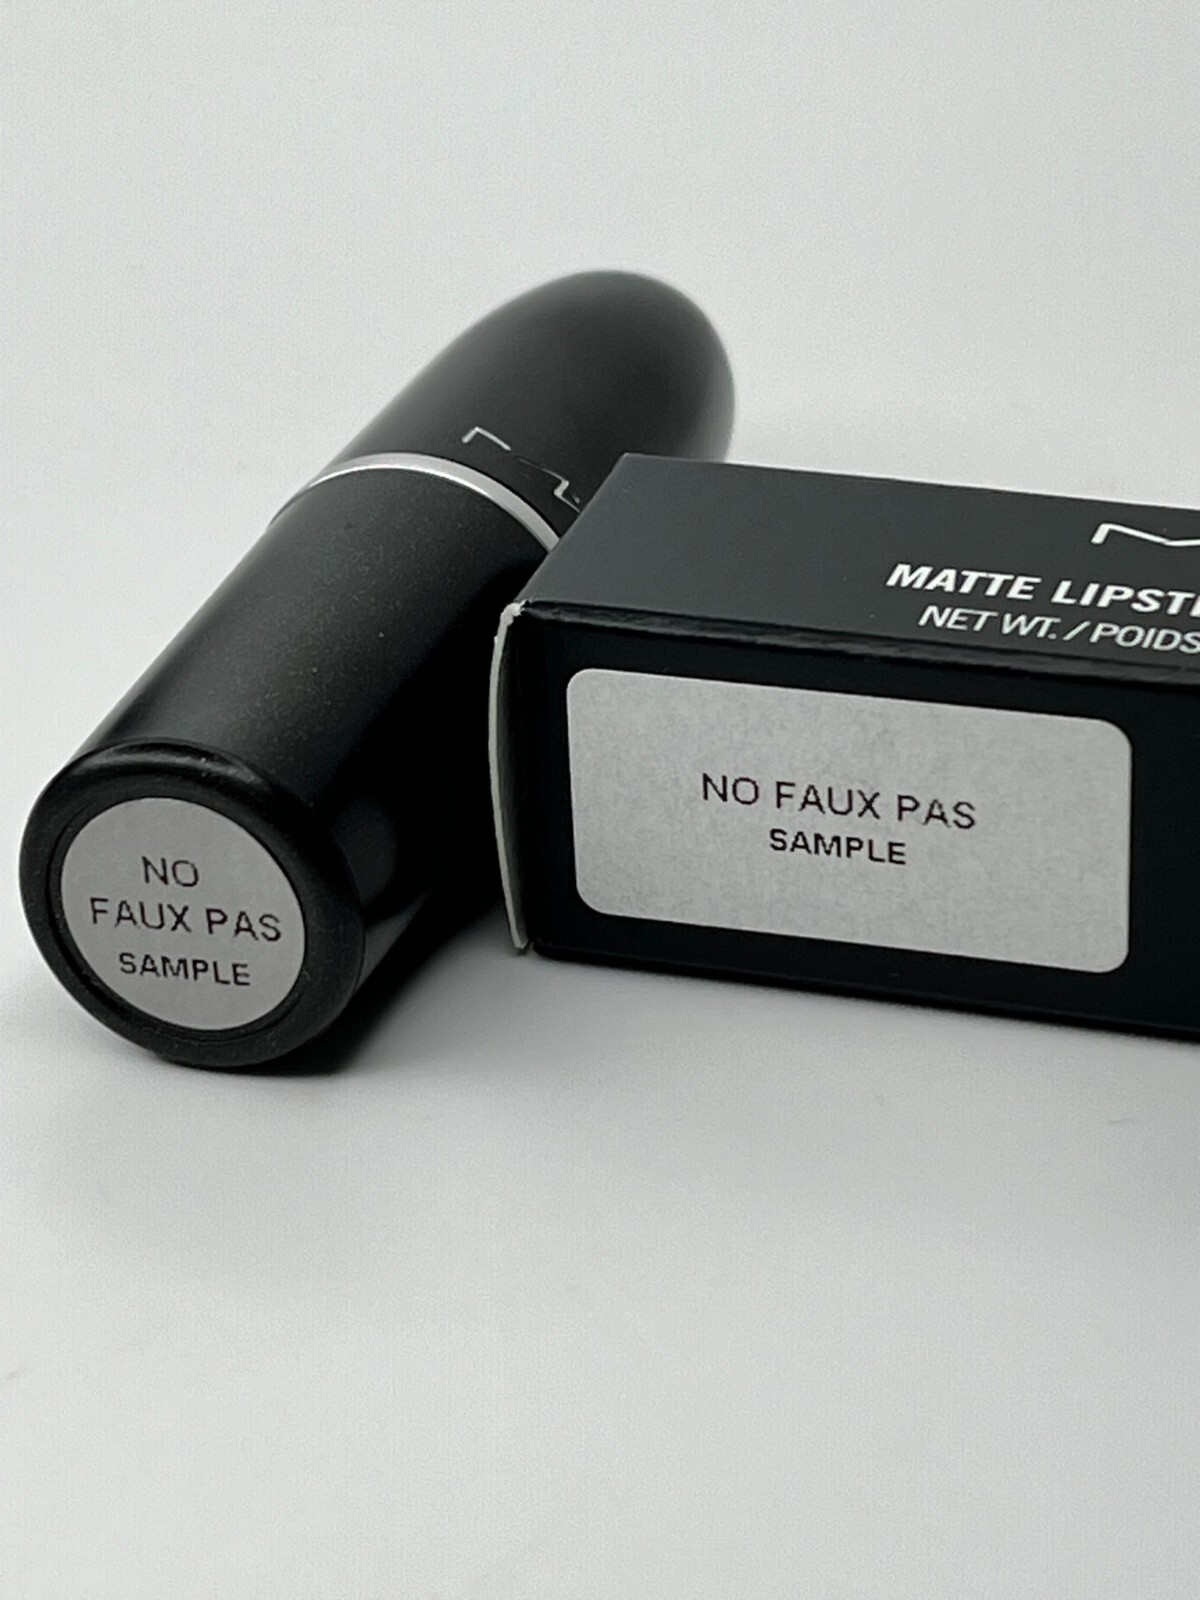 MATTE LIPST
NET WT. / POIDS
NO FAUX PAS
SAMPLE
NO
FAUX PAS
SAMPLE